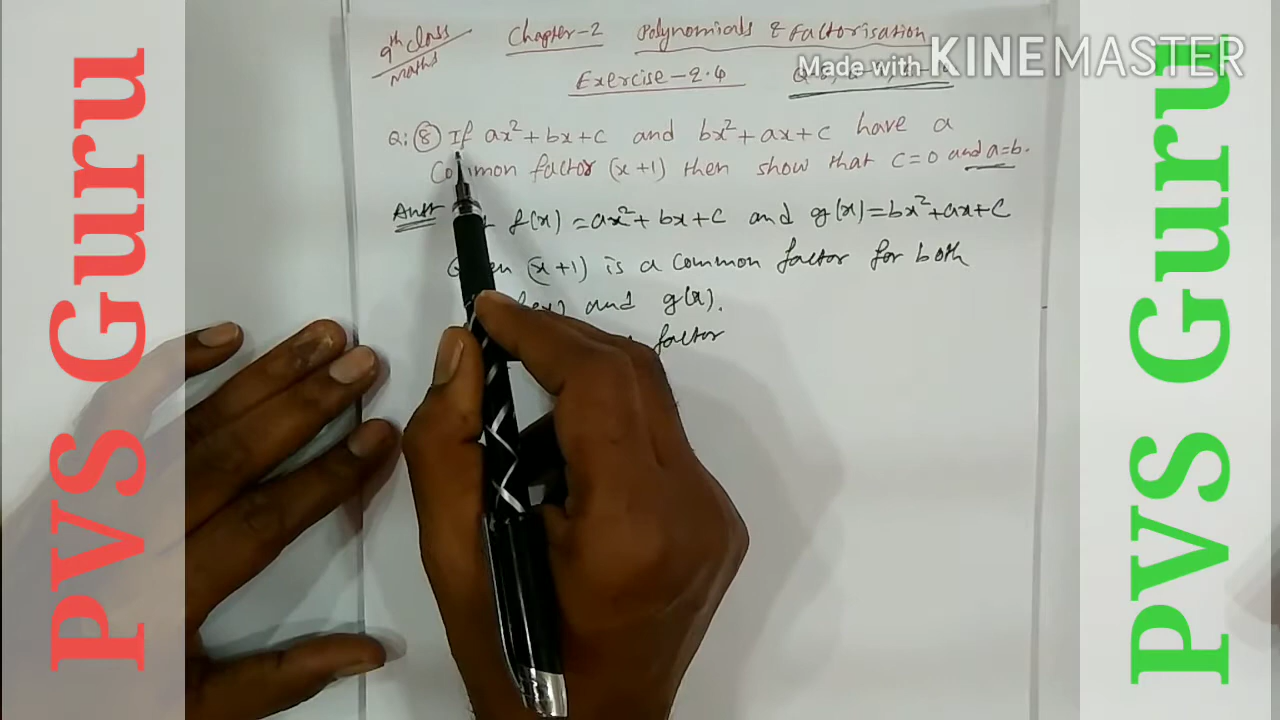 PVS Guru
9th class
Maths
Chapter-2 Polynomials & Factorisation
Made with KINEMASTER
Exercise-2.4
Q: 8 If ax²+bx+c and bx²+ax+c have a
Common factor (x+1) then show that c=0 and a=b.
Ans: f(x)=ax²+bx+c and g(x)=bx²+ax+c
(x+1) is a common factor for both
and g(x).
factor
PVS Guru